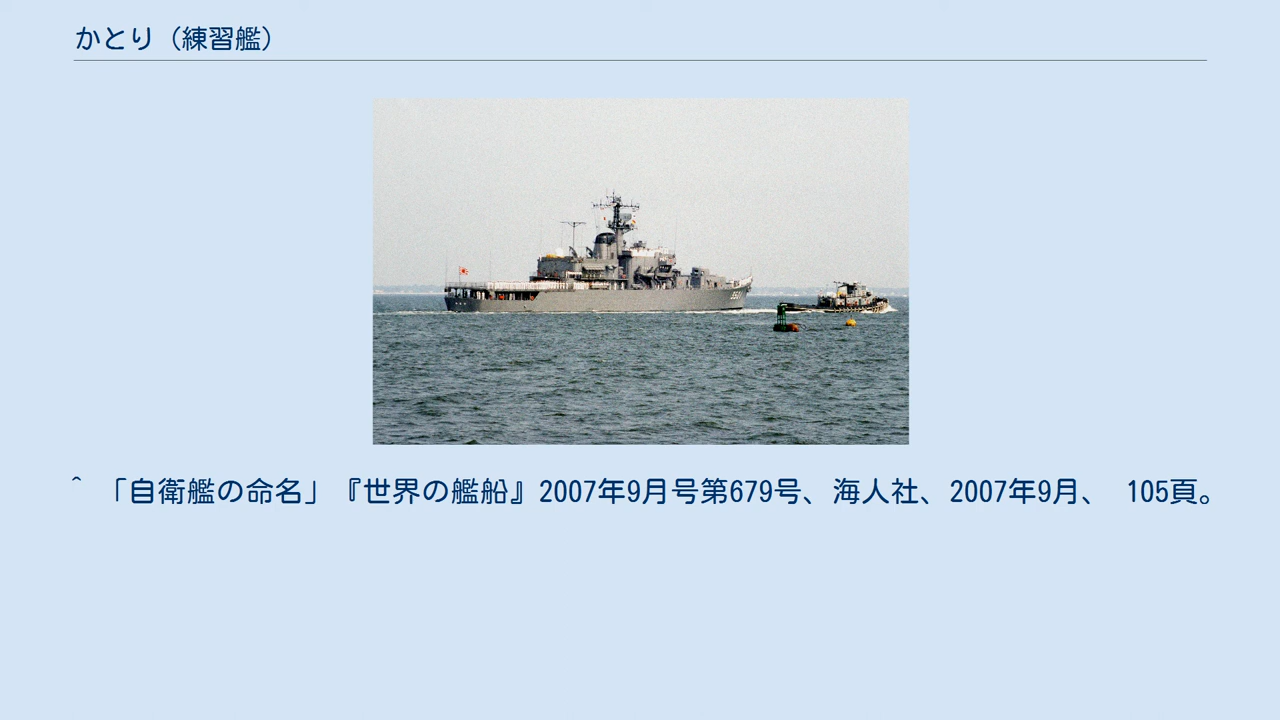 かとり（練習艦）
^ 「自衛艦の命名」『世界の艦船』2007年9月号第679号、海人社、2007年9月、 105頁。